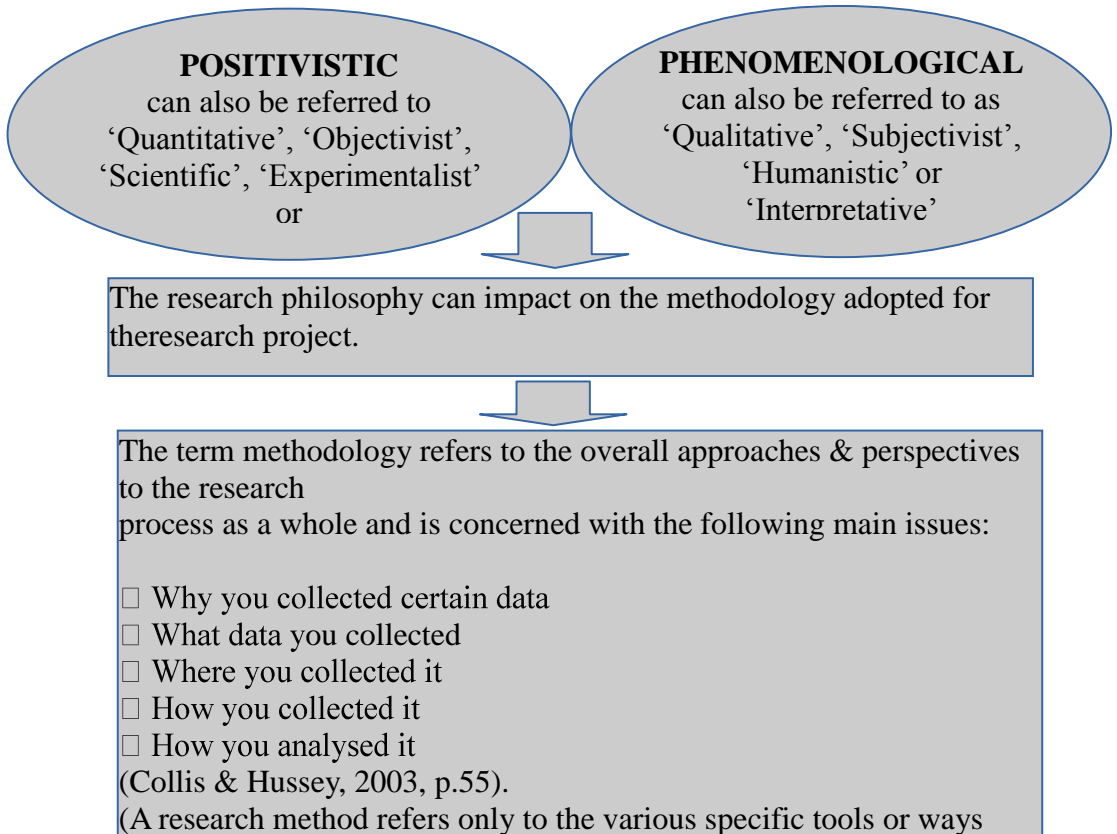 POSITIVISTIC
can also be referred to
‘Quantitative’, ‘Objectivist’,
‘Scientific’, ‘Experimentalist’
or
PHENOMENOLOGICAL
can also be referred to as
‘Qualitative’, ‘Subjectivist’,
‘Humanistic’ or
‘Interpretative’
The research philosophy can impact on the methodology adopted for
theresearch project.
The term methodology refers to the overall approaches & perspectives
to the research
process as a whole and is concerned with the following main issues:
□ Why you collected certain data
□ What data you collected
□ Where you collected it
□ How you collected it
□ How you analysed it
(Collis & Hussey, 2003, p.55).
(A research method refers only to the various specific tools or ways